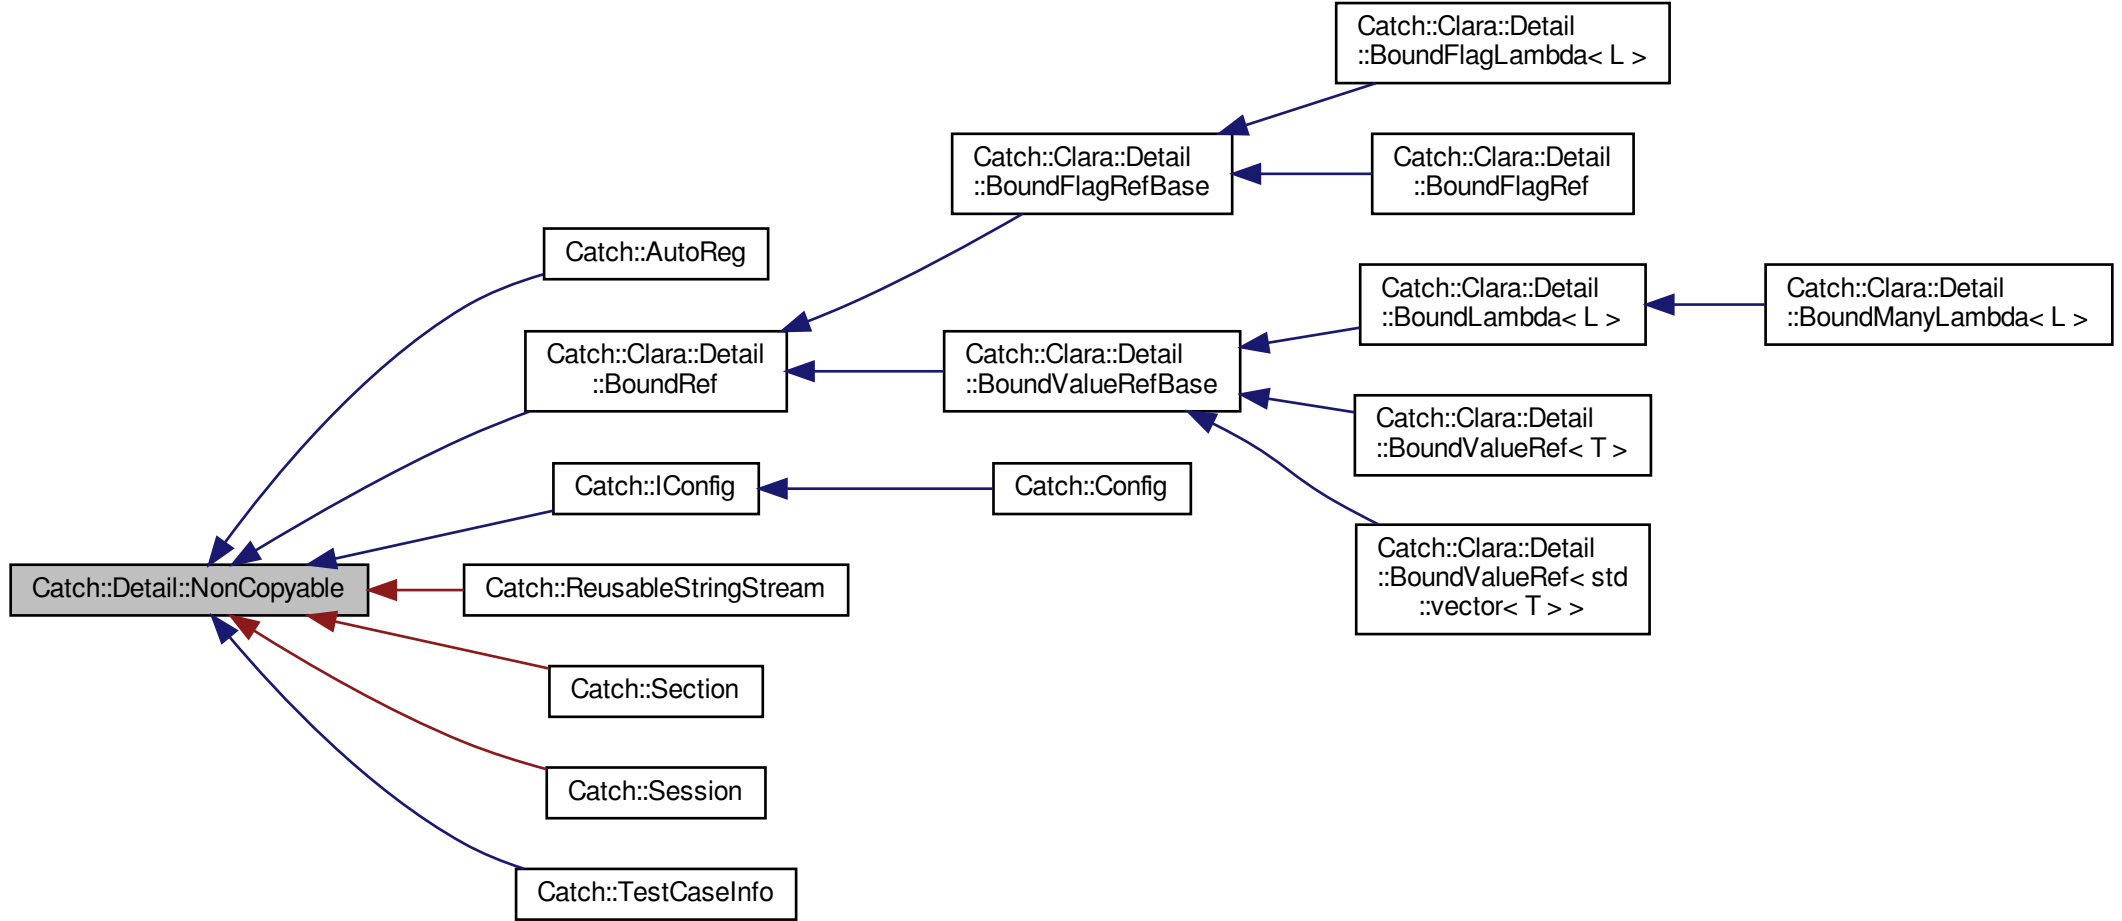 Catch::Clara::Detail
::BoundFlagLambda< L >
Catch::Clara::Detail
::BoundFlagRefBase
Catch::Clara::Detail
::BoundFlagRef
Catch::AutoReg
Catch::Clara::Detail
::BoundLambda< L >
Catch::Clara::Detail
::BoundManyLambda< L >
Catch::Clara::Detail
::BoundRef
Catch::Clara::Detail
::BoundValueRefBase
Catch::Clara::Detail
::BoundValueRef< T >
Catch::IConfig
Catch::Config
Catch::Clara::Detail
::BoundValueRef< std
::vector< T > >
Catch::Detail::NonCopyable
Catch::ReusableStringStream
Catch::Section
Catch::Session
Catch::TestCaseInfo